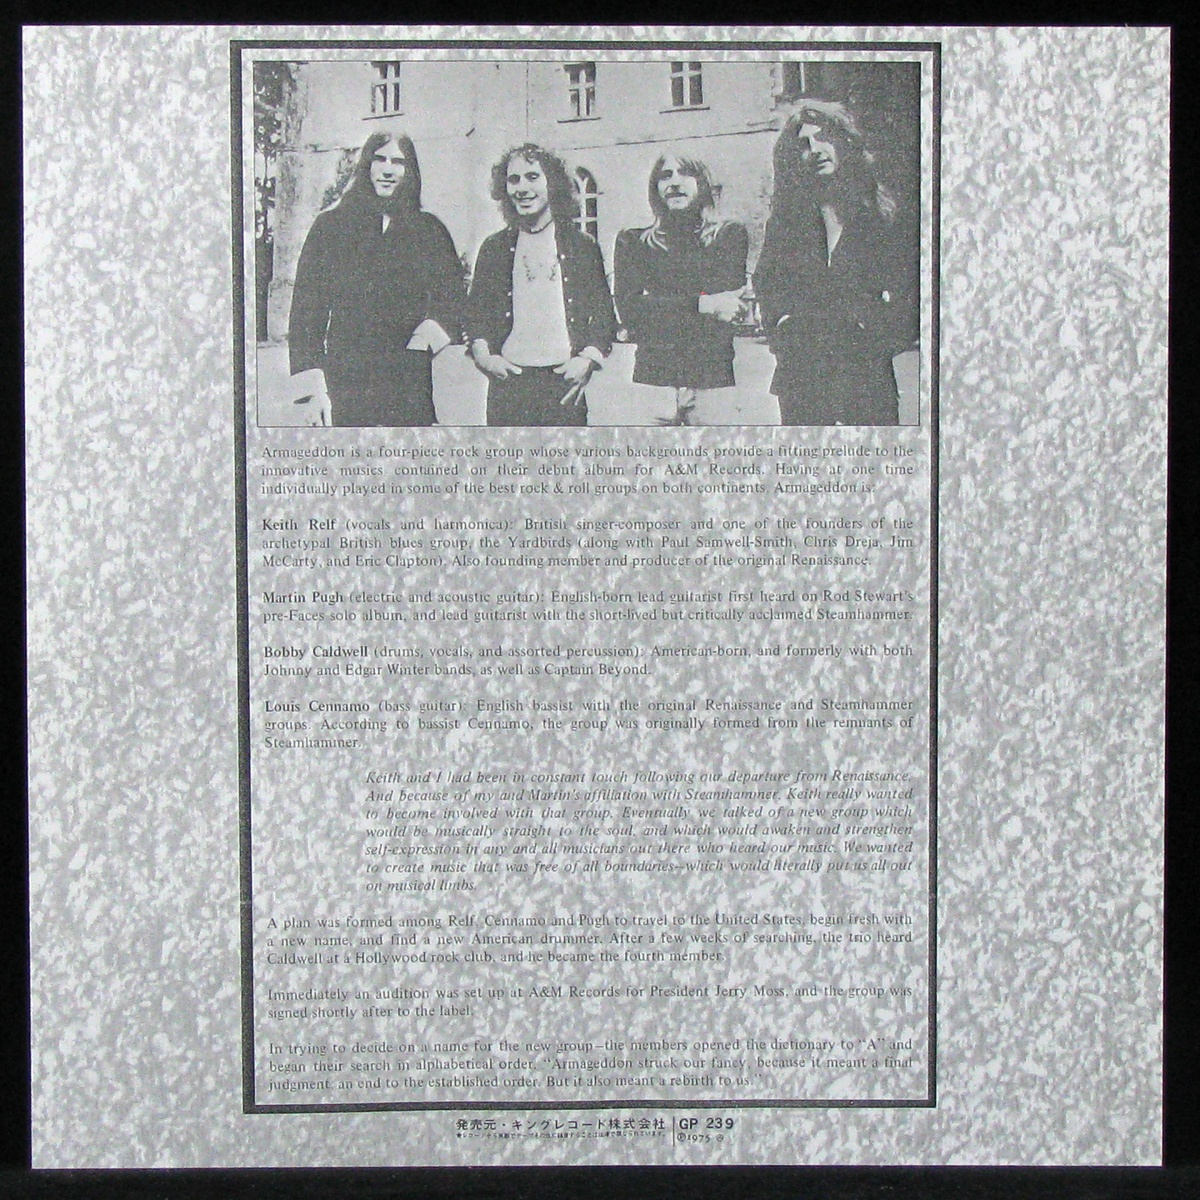 Armageddon is a four-piece rock group whose various backgrounds provide a fitting prelude to the
innovative musics contained on their debut album for A&M Records. Having at one time
individually played in some of the best rock & roll groups on both continents, Armageddon is:
Keith Relf (vocals and harmonica): British singer-composer and one of the founders of the
archetypal British blues group, the Yardbirds (along with Paul Samwell-Smith, Chris Dreja, Jim
McCarty, and Eric Clapton). Also founding member and producer of the original Renaissance.
Martin Pugh (electric and acoustic guitar): English-born lead guitarist first heard on Rod Stewart's
pre-Faces solo album, and lead guitarist with the short-lived but critically acclaimed Steamhammer.
Bobby Caldwell (drums, vocals, and assorted percussion): American-born, and formerly with both
Johnny and Edgar Winter bands, as well as Captain Beyond.
Louis Cennamo (bass guitar): English bassist with the original Renaissance and Steamhammer
groups. According to bassist Cennamo, the group was originally formed from the remnants of
Steamhammer.
Keith and I had been in constant touch following our departure from Renaissance.
And because of my and Martin's affiliation with Steamhammer, Keith really wanted
to become involved with that group. Eventually we talked of a new group which
would be musically straight to the soul, and which would awaken and strengthen
self-expression in any and all musicians out there who heard our music. We wanted
to create music that was free of all boundaries--which would literally put us all out
on musical limbs.
A plan was formed among Relf, Cennamo and Pugh to travel to the United States, begin fresh with
a new name, and find a new American drummer. After a few weeks of searching, the trio heard
Caldwell at a Hollywood rock club, and he became the fourth member.
Immediately an audition was set up at A&M Records for President Jerry Moss, and the group was
signed shortly after to the label.
In trying to decide on a name for the new group--the members opened the dictionary to "A" and
began their search in alphabetical order. "Armageddon struck our fancy, because it meant a final
judgment, an end to the established order. But it also meant a rebirth to us."
発売元・キングレコード株式会社 GP 239
Ⓟ1975